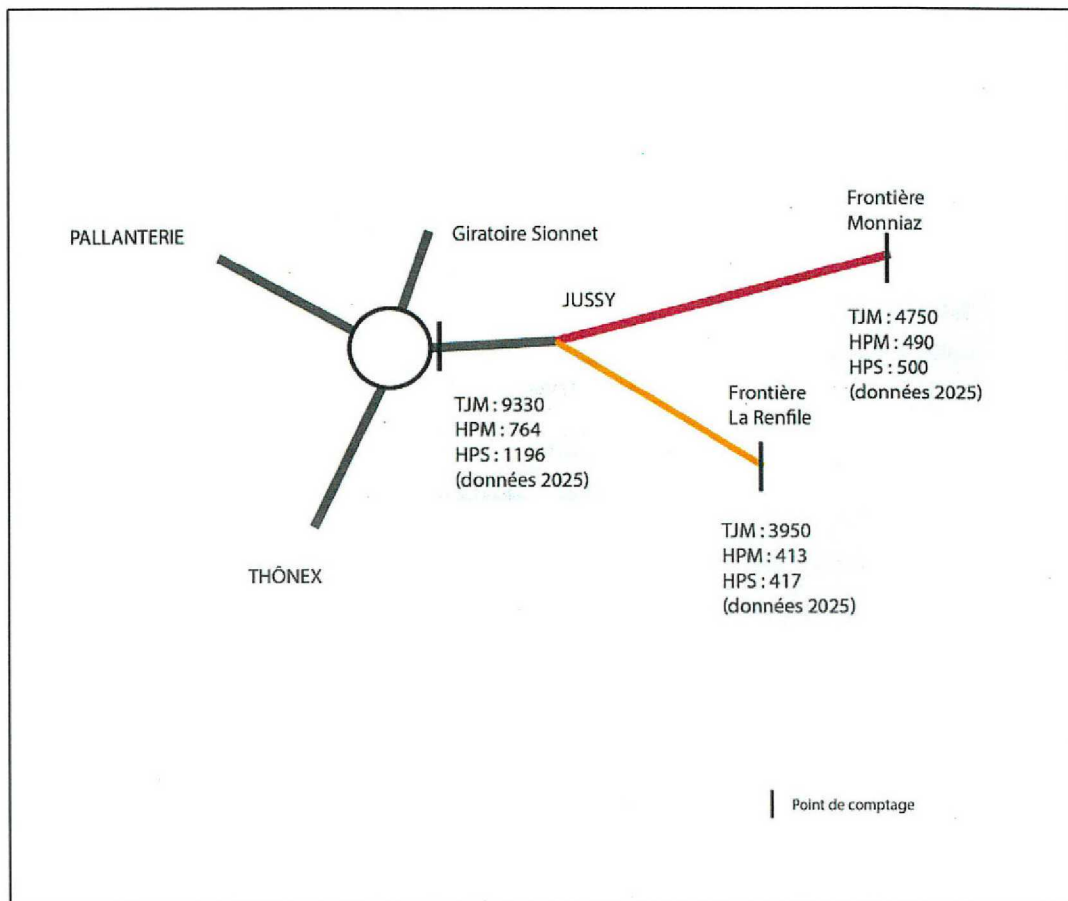 PALLANTERIE
Giratoire Sionnet
Frontière
Monniaz
JUSSY
TJM : 4750
HPM : 490
HPS : 500
(données 2025)
Frontière
La Renfile
TJM : 9330
HPM : 764
HPS : 1196
(données 2025)
TJM : 3950
HPM : 413
HPS : 417
(données 2025)
THÔNEX
Point de comptage